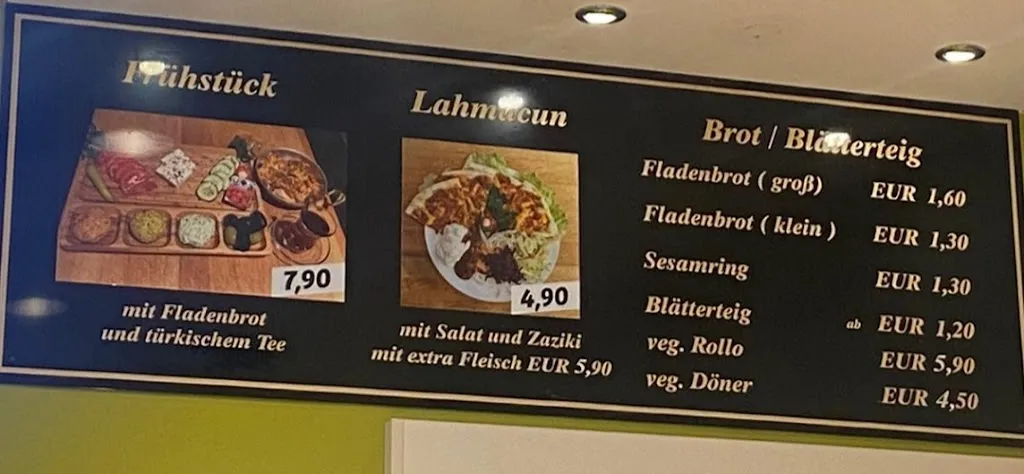 Frühstück
7,90
mit Fladenbrot
und türkischem Tee
Lahmacun
4,90
mit Salat und Zaziki
mit extra Fleisch EUR 5,90
Brot / Blätterteig
Fladenbrot ( groß) EUR 1,60
Fladenbrot ( klein ) EUR 1,30
Sesamring EUR 1,30
Blätterteig ab EUR 1,20
veg. Rollo EUR 5,90
veg. Döner EUR 4,50